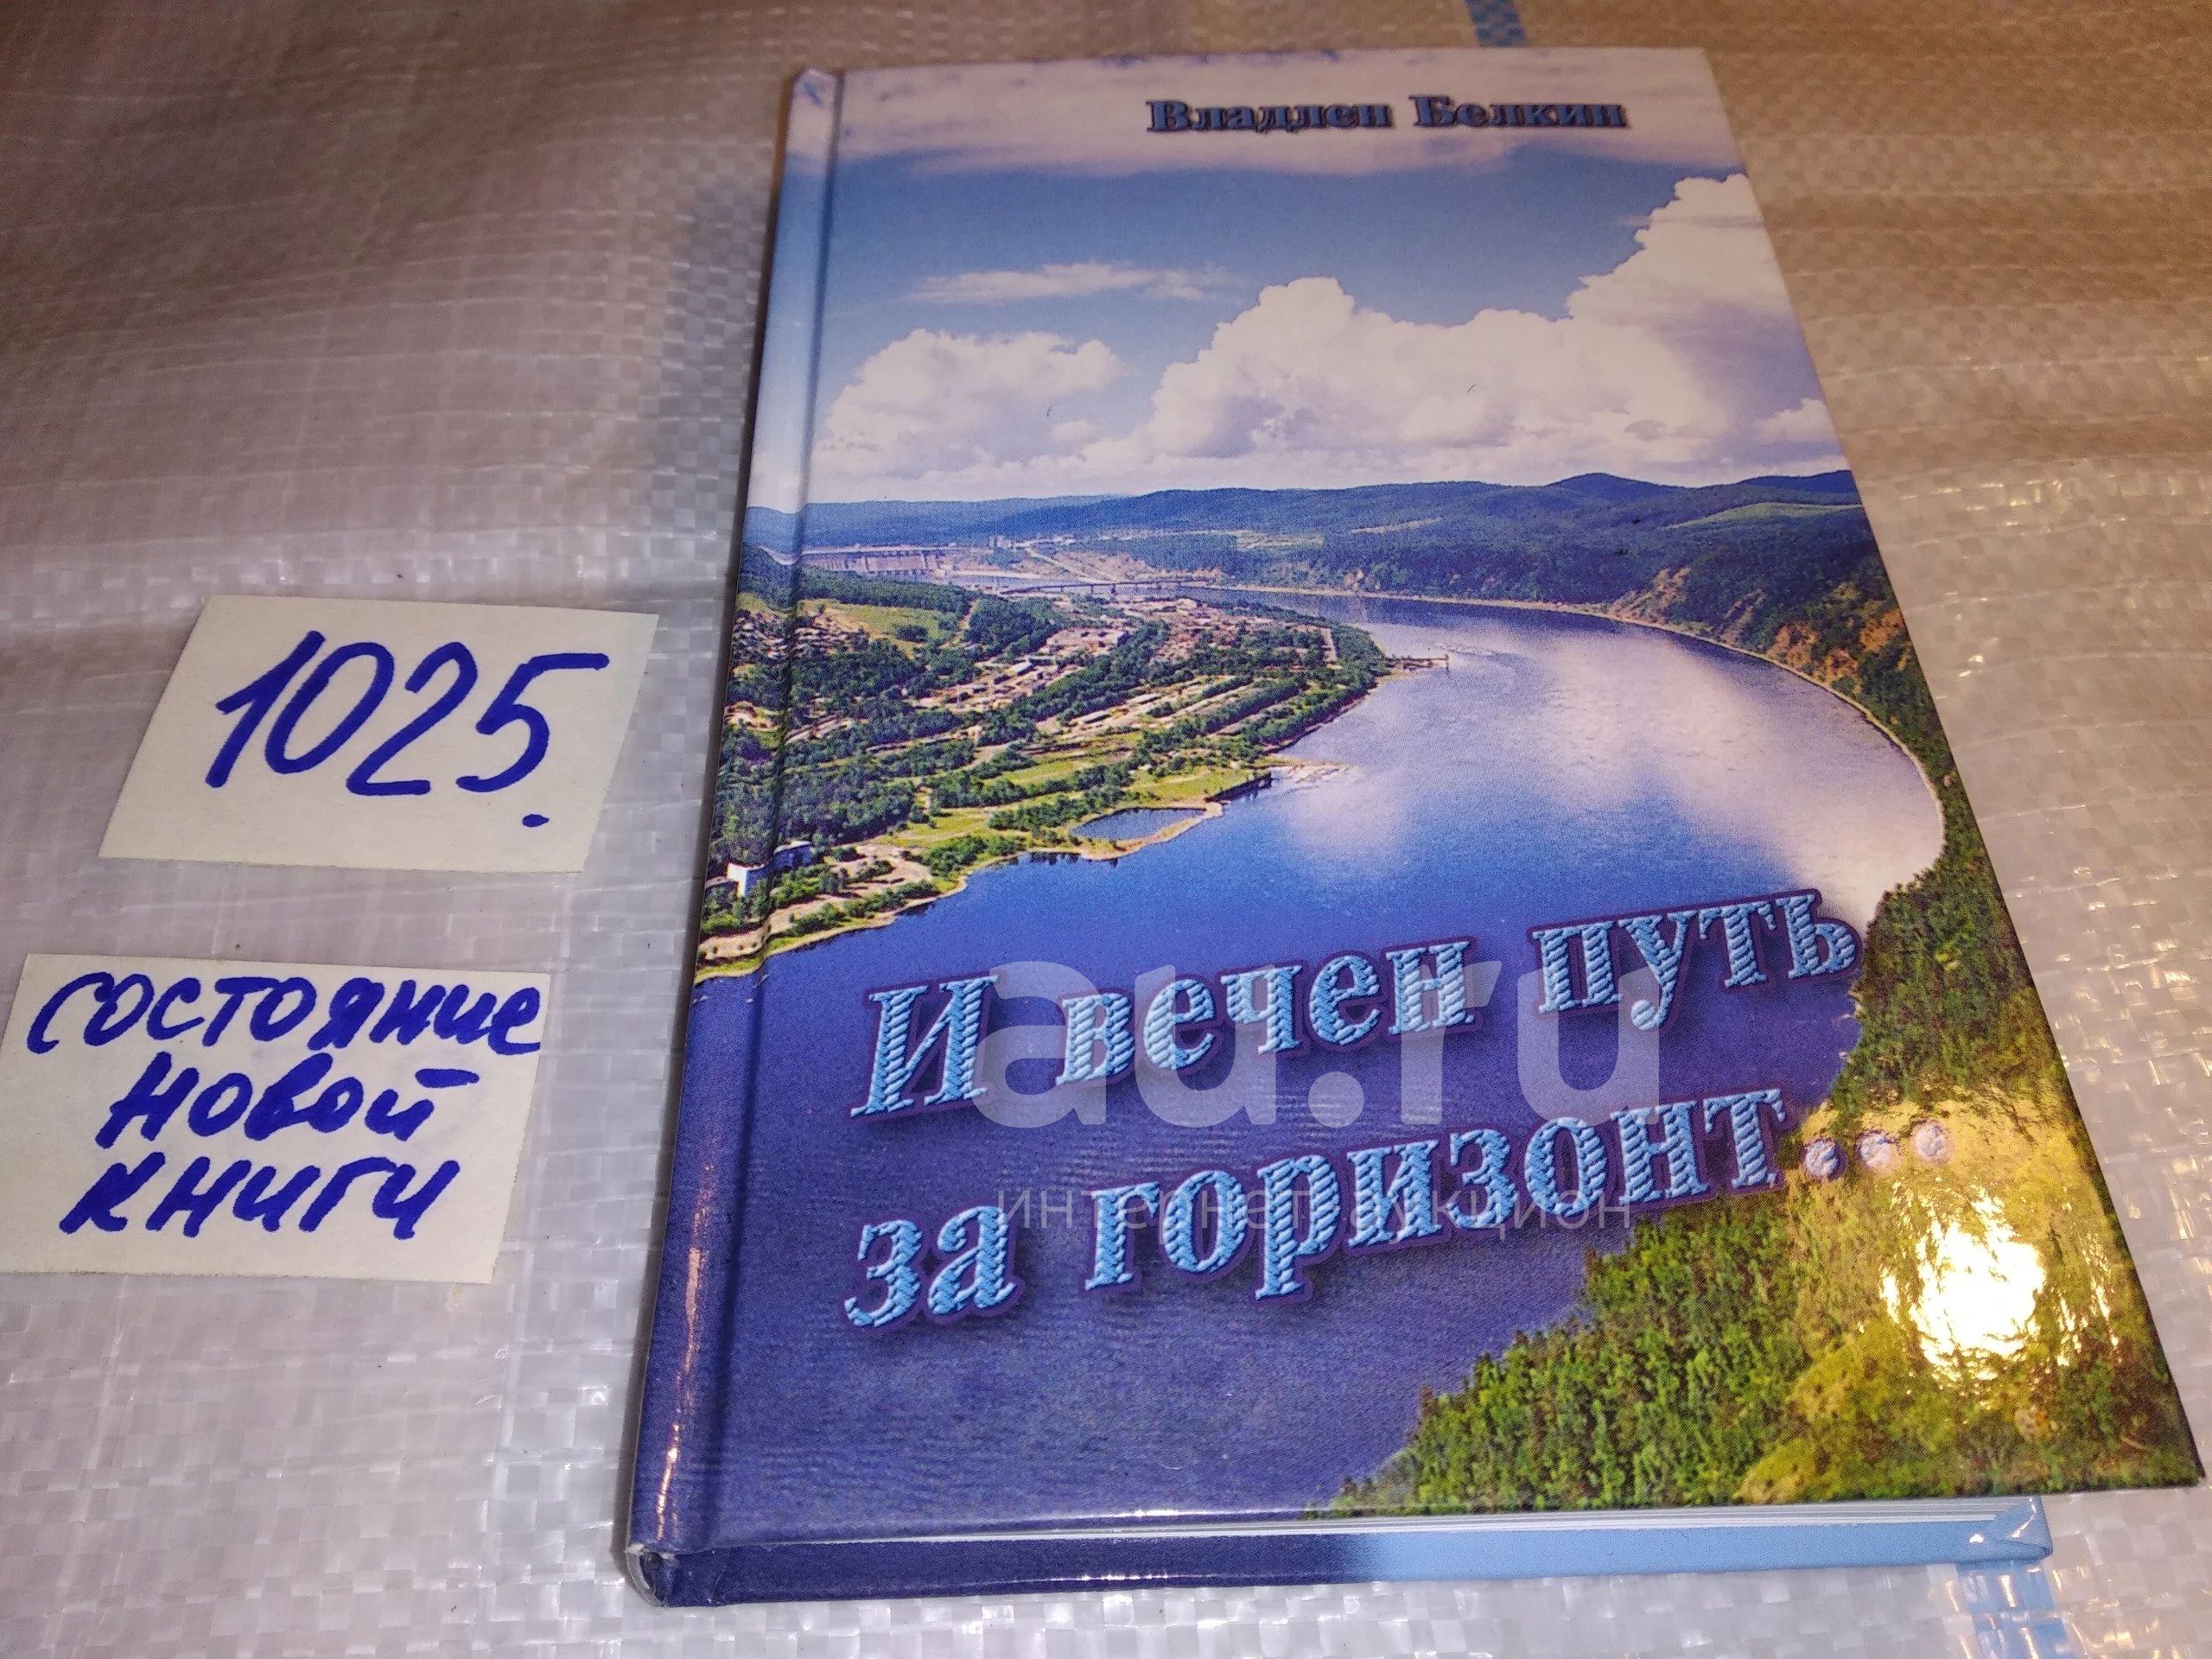 Владлен Белкин
1025.
состояние
новой
книги
И вечен путь
за горизонт...
au.ru
интернет аукцион